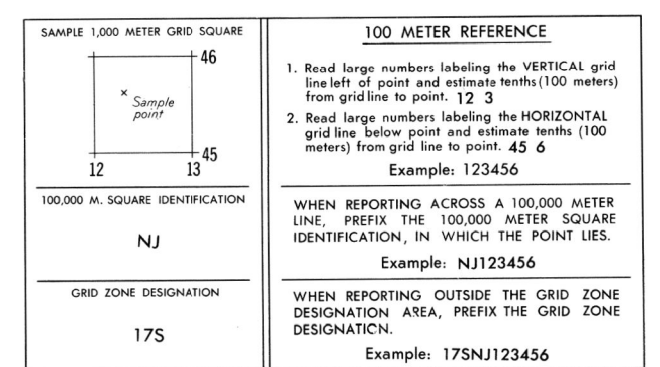 SAMPLE 1,000 METER GRID SQUARE
46
Sample
point
45
12
13
100,000 M. SQUARE IDENTIFICATION
NJ
GRID ZONE DESIGNATION
17S
100 METER REFERENCE
1. Read large numbers labeling the VERTICAL grid
line left of point and estimate tenths (100 meters)
from grid line to point. 12 3
2. Read large numbers labeling the HORIZONTAL
grid line below point and estimate tenths (100
meters) from grid line to point. 45 6
Example: 123456
WHEN REPORTING ACROSS A 100,000 METER
LINE, PREFIX THE 100,000 METER SQUARE
IDENTIFICATION, IN WHICH THE POINT LIES.
Example: NJ123456
WHEN REPORTING OUTSIDE THE GRID ZONE
DESIGNATION AREA, PREFIX THE GRID ZONE
DESIGNATION.
Example: 17SNJ123456